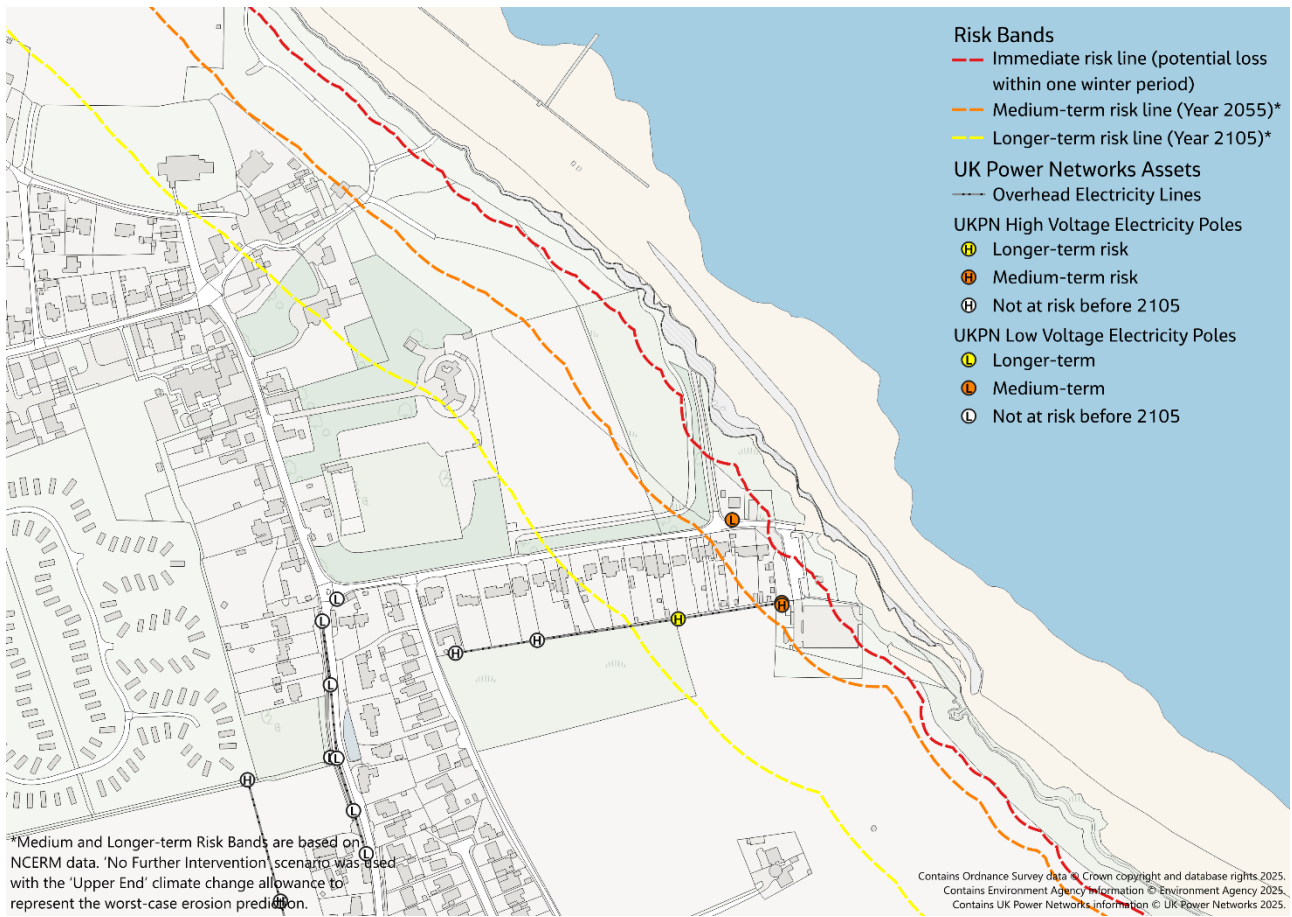 Risk Bands
Immediate risk line (potential loss
within one winter period)
Medium-term risk line (Year 2055)*
Longer-term risk line (Year 2105)*
UK Power Networks Assets
Overhead Electricity Lines
UKPN High Voltage Electricity Poles
H Longer-term risk
H Medium-term risk
H Not at risk before 2105
UKPN Low Voltage Electricity Poles
L Longer-term
L Medium-term
L Not at risk before 2105
L
H
L
L
H
H
H
L
L
H
L
L
H
*Medium and Longer-term Risk Bands are based on
NCERM data. 'No Further Intervention' scenario was used
with the 'Upper End' climate change allowance to
represent the worst-case erosion prediction.
Contains Ordnance Survey data © Crown copyright and database rights 2025.
Contains Environment Agency information © Environment Agency 2025.
Contains UK Power Networks information © UK Power Networks 2025.